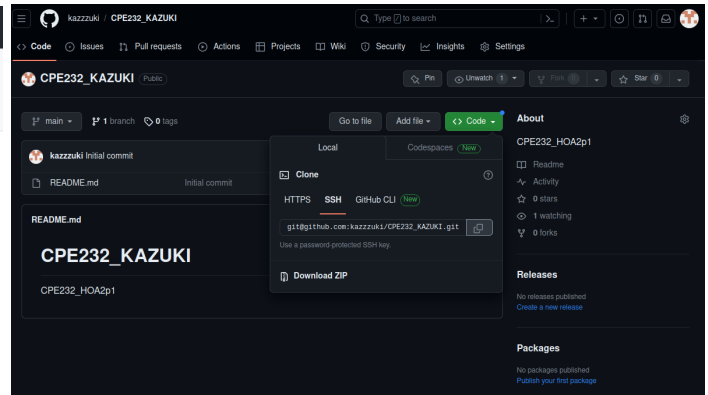 kazzzuki / CPE232_KAZUKI
Type / to search
Code
Issues
Pull requests
Actions
Projects
Wiki
Security
Insights
Settings
CPE232_KAZUKI Public
Pin
Unwatch 1
Fork 0
Star 0
main
1 branch
0 tags
Go to file
Add file
Code
kazzzuki Initial commit
README.md Initial commit
README.md
CPE232_KAZUKI
CPE232_HOA2p1
Local
Codespaces New
Clone
HTTPS SSH GitHub CLI New
git@github.com:kazzzuki/CPE232_KAZUKI.git
Use a password-protected SSH key.
Download ZIP
About
CPE232_HOA2p1
Readme
Activity
0 stars
1 watching
0 forks
Releases
No releases published
Create a new release
Packages
No packages published
Publish your first package